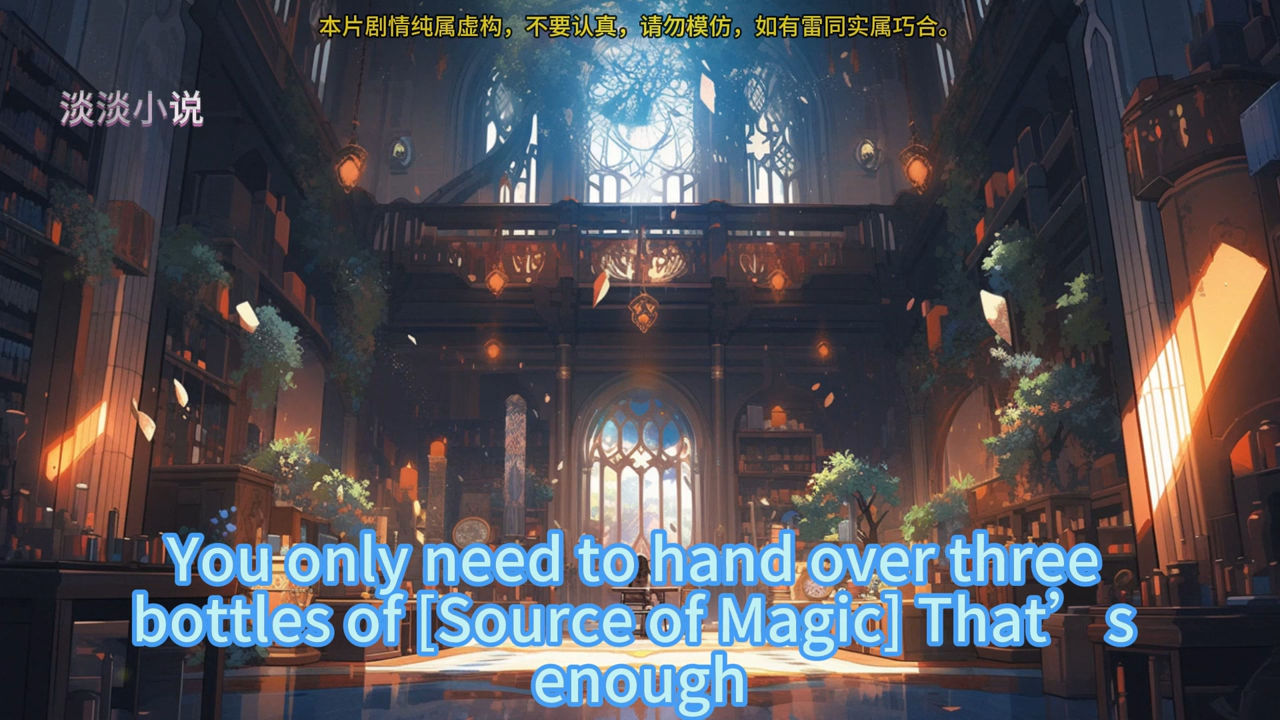 本片剧情纯属虚构，不要认真，请勿模仿，如有雷同实属巧合。
淡淡小说
You only need to hand over three
bottles of [Source of Magic] That’s
enough